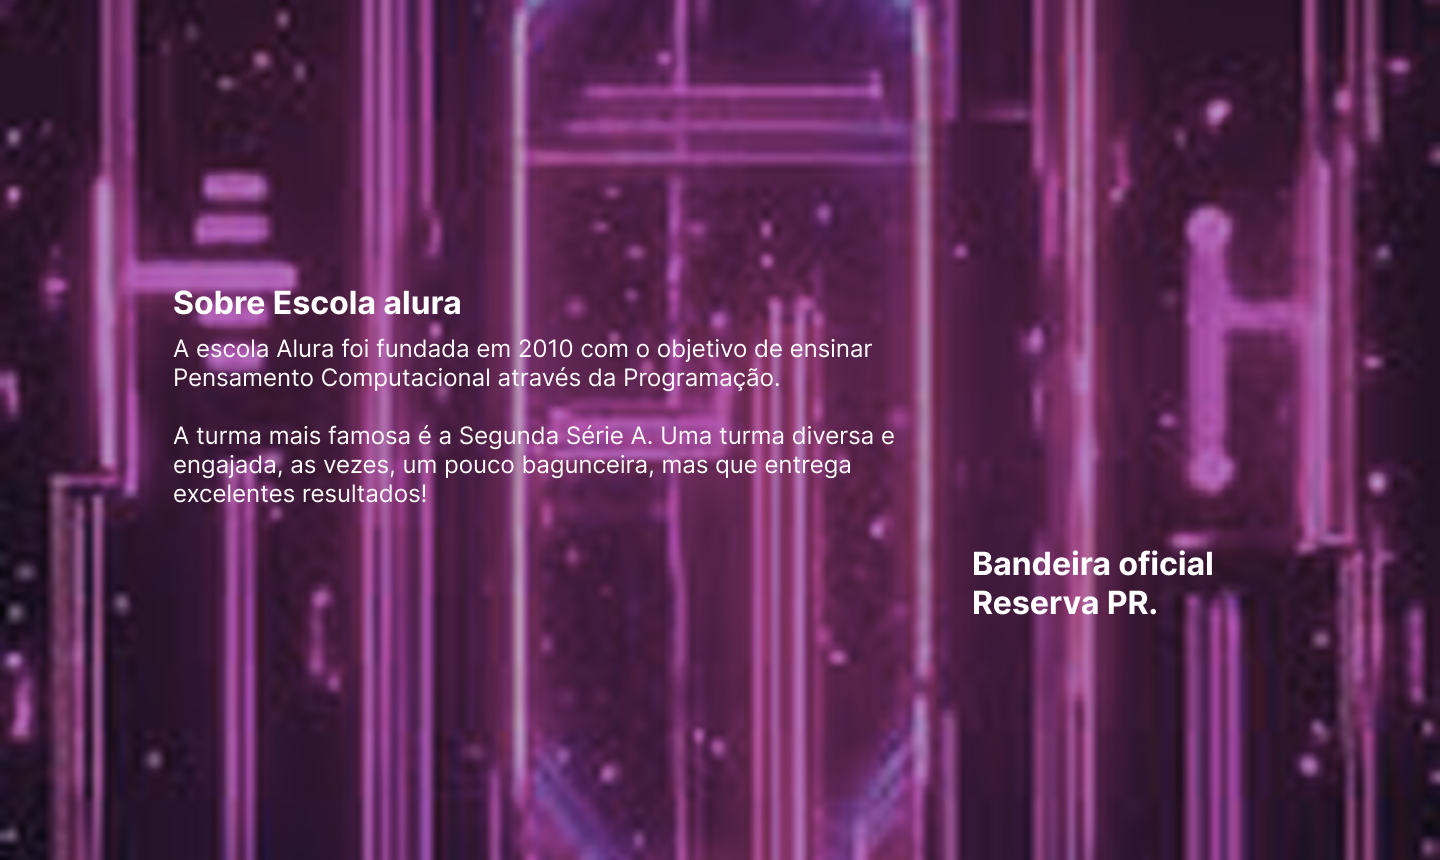 Sobre Escola alura
A escola Alura foi fundada em 2010 com o objetivo de ensinar
Pensamento Computacional através da Programação.
A turma mais famosa é a Segunda Série A. Uma turma diversa e
engajada, as vezes, um pouco bagunceira, mas que entrega
excelentes resultados!
Bandeira oficial
Reserva PR.